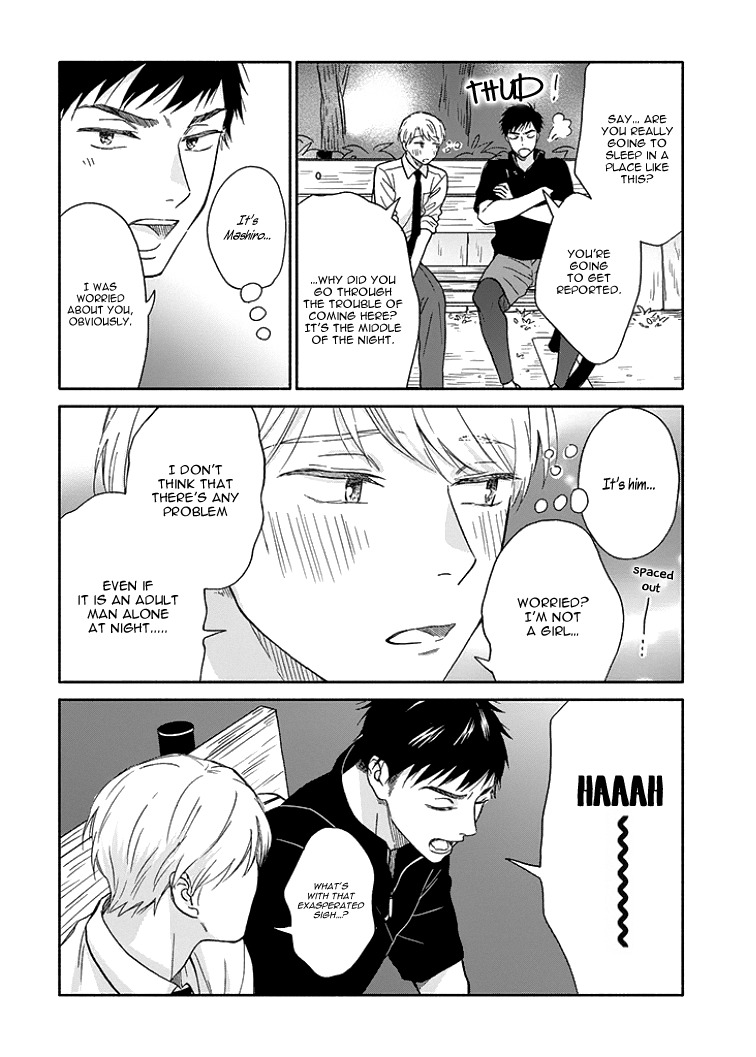 THUD!
SAY... ARE
YOU REALLY
GOING TO
SLEEP IN A
PLACE LIKE
THIS?
YOU'RE
GOING
TO GET
REPORTED.
...WHY DID YOU
GO THROUGH
THE TROUBLE OF
COMING HERE?
IT'S THE MIDDLE
OF THE NIGHT.
It's
Mashiro...
I WAS
WORRIED
ABOUT YOU,
OBVIOUSLY.
It's him...
spaced
out
WORRIED?
I'M NOT
A GIRL...
I DON'T
THINK THAT
THERE'S ANY
PROBLEM
EVEN IF
IT IS AN ADULT
MAN ALONE
AT NIGHT.....
HAAAH
WHAT'S
WITH THAT
EXASPERATED
SIGH...?